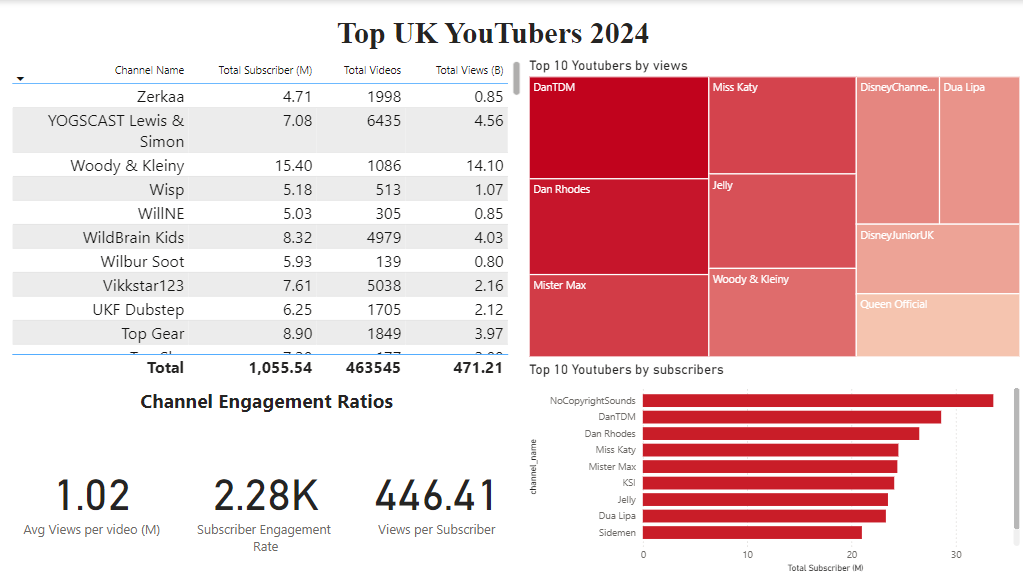 Top UK YouTubers 2024
Channel Name Total Subscriber (M) Total Videos Total Views (B)
Zerkaa 4.71 1998 0.85
YOGSCAST Lewis & 7.08 6435 4.56
Simon
Woody & Kleiny 15.40 1086 14.10
Wisp 5.18 513 1.07
WillNE 5.03 305 0.85
WildBrain Kids 8.32 4979 4.03
Wilbur Soot 5.93 139 0.80
Vikkstar123 7.61 5038 2.16
UKF Dubstep 6.25 1705 2.12
Top Gear 8.90 1849 3.97
Total 1,055.54 463545 471.21
Channel Engagement Ratios
1.02
Avg Views per video (M)
2.28K
Subscriber Engagement
Rate
446.41
Views per Subscriber
Top 10 Youtubers by views
DanTDM
Dan Rhodes
Mister Max
Miss Katy
Jelly
Woody & Kleiny
DisneyChanne...
Dua Lipa
DisneyJuniorUK
Queen Official
Top 10 Youtubers by subscribers
channel_name
NoCopyrightSounds
DanTDM
Dan Rhodes
Miss Katy
Mister Max
KSI
Jelly
Dua Lipa
Sidemen
0 10 20 30
Total Subscriber (M)